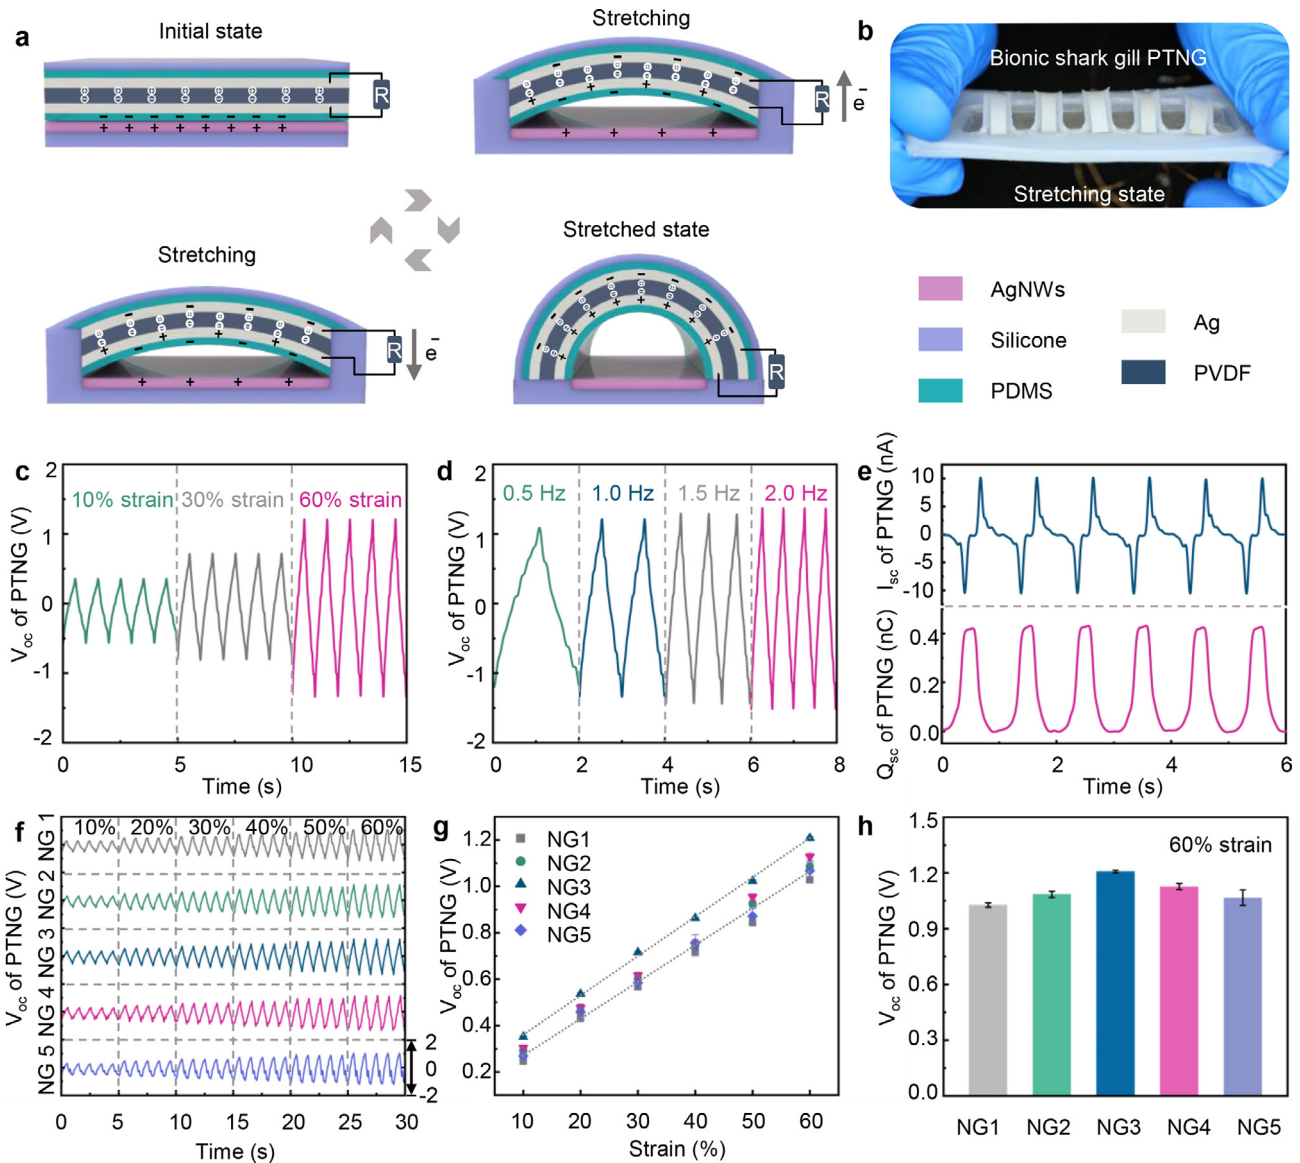 a
Initial state
R
Stretching
R
e⁻
b
Bionic shark gill PTNG
Stretching state
Stretching
R
e⁻
Stretched state
R
AgNWs
Silicone
PDMS
Ag
PVDF
c
Voc of PTNG (V)
2
1
0
-1
-2
10% strain
30% strain
60% strain
0
5
10
15
Time (s)
d
Voc of PTNG (V)
2
1
0
-1
-2
0.5 Hz
1.0 Hz
1.5 Hz
2.0 Hz
0
2
4
6
8
Time (s)
e
Isc of PTNG (nA)
10
5
0
-5
-10
Qsc of PTNG (nC)
0.4
0.2
0.0
0
2
4
6
Time (s)
f
Voc of PTNG (V)
NG 1
NG 2
NG 3
NG 4
NG 5
10%
20%
30%
40%
50%
60%
2
0
-2
0
5
10
15
20
25
30
Time (s)
g
Voc of PTNG (V)
1.2
1.0
0.8
0.6
0.4
0.2
NG1
NG2
NG3
NG4
NG5
10
20
30
40
50
60
Strain (%)
h
Voc of PTNG (V)
1.5
1.2
0.9
0.6
0.3
0.0
60% strain
NG1
NG2
NG3
NG4
NG5